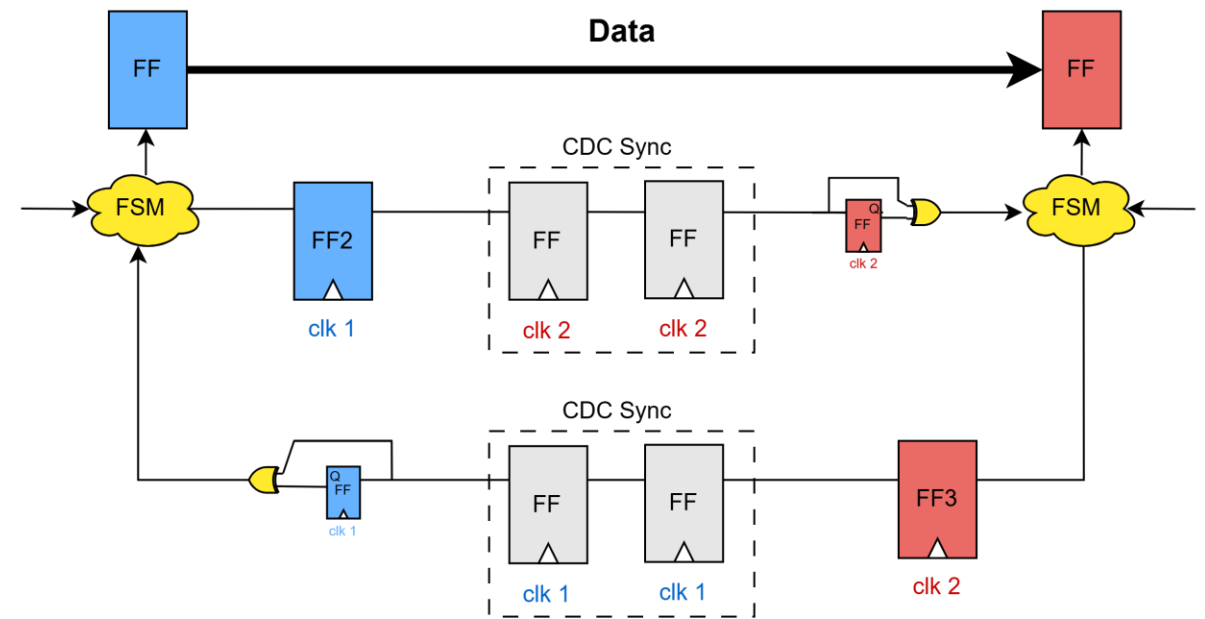 Data
FF
FF
CDC Sync
FSM
FF2
FF
FF
Q
FF
FSM
clk 1
clk 2
clk 2
clk 2
CDC Sync
Q
FF
FF
FF
FF3
clk 1
clk 1
clk 1
clk 2